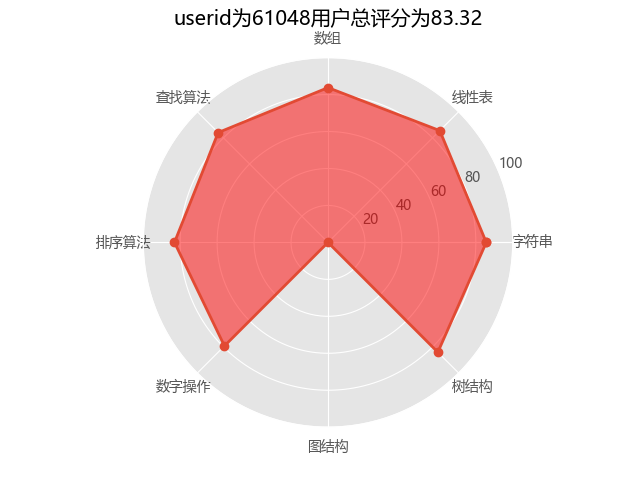 userid为61048用户总评分为83.32
数组
查找算法
线性表
100
80
60
40
20
排序算法
字符串
数字操作
树结构
图结构